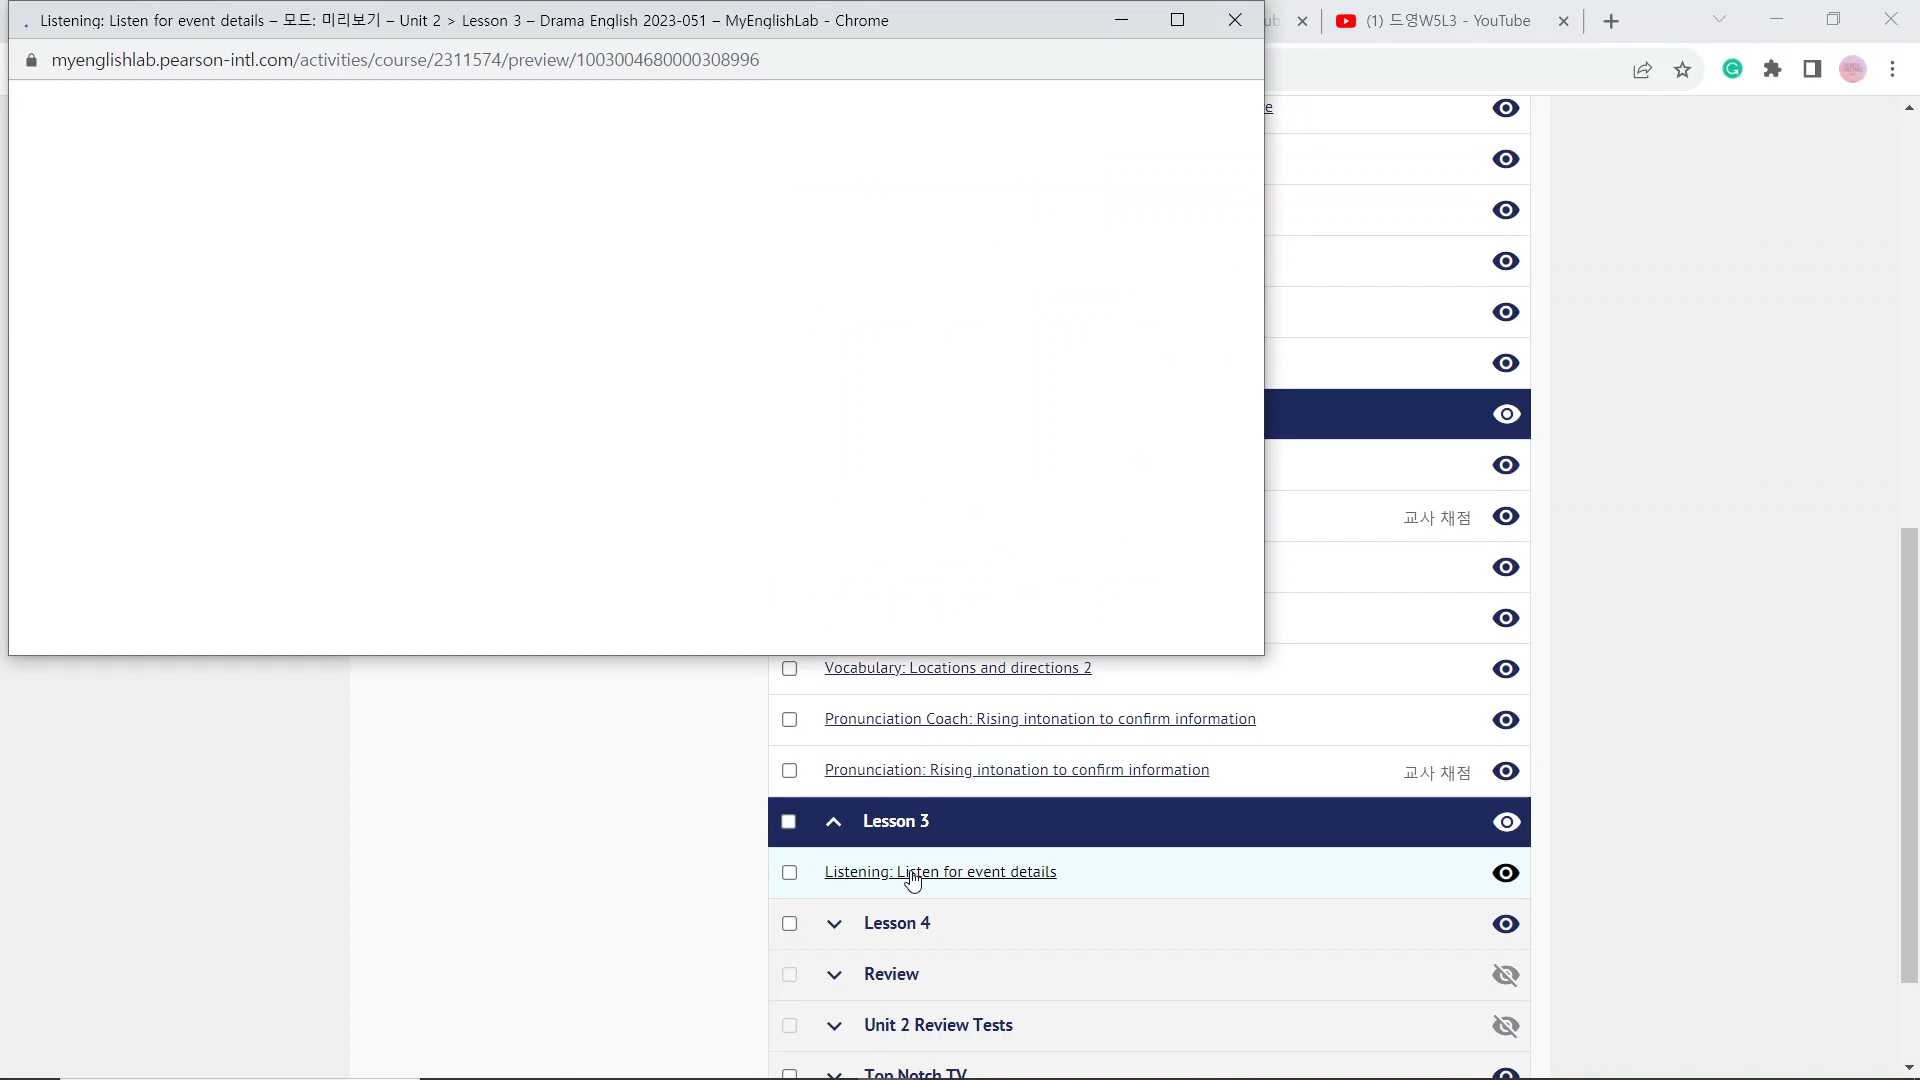 Listening: Listen for event details – 모드: 미리보기 – Unit 2 > Lesson 3 – Drama English 2023-051 – MyEnglishLab - Chrome
(1) 드영W5L3 - YouTube
myenglishlab.pearson-intl.com/activities/course/2311574/preview/1003004680000308996
교사 채점
Vocabulary: Locations and directions 2
Pronunciation Coach: Rising intonation to confirm information
Pronunciation: Rising intonation to confirm information 교사 채점
Lesson 3
Listening: Listen for event details
Lesson 4
Review
Unit 2 Review Tests
Top Notch TV